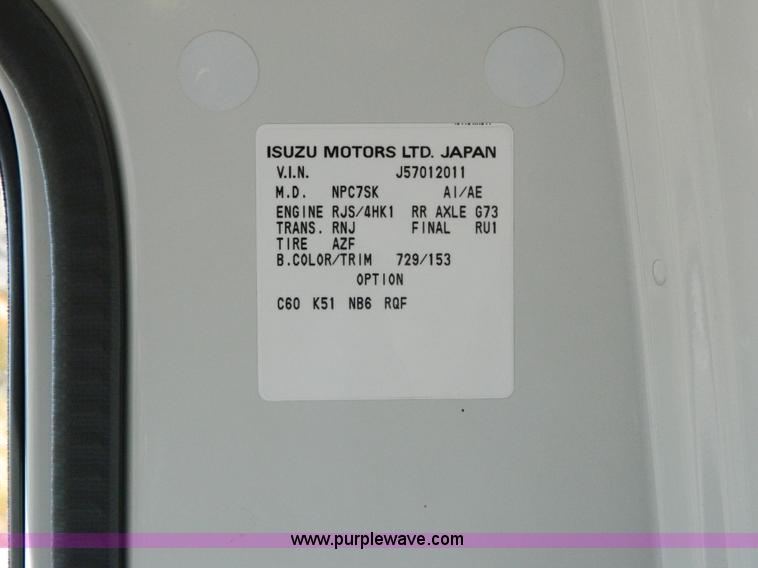 ISUZU MOTORS LTD. JAPAN
V.I.N. J57012011
M.D. NPC7SK AI/AE
ENGINE RJS/4HK1 RR AXLE G73
TRANS. RNJ FINAL RU1
TIRE AZF
B.COLOR/TRIM 729/153
OPTION
C60 K51 NB6 RQF
www.purplewave.com